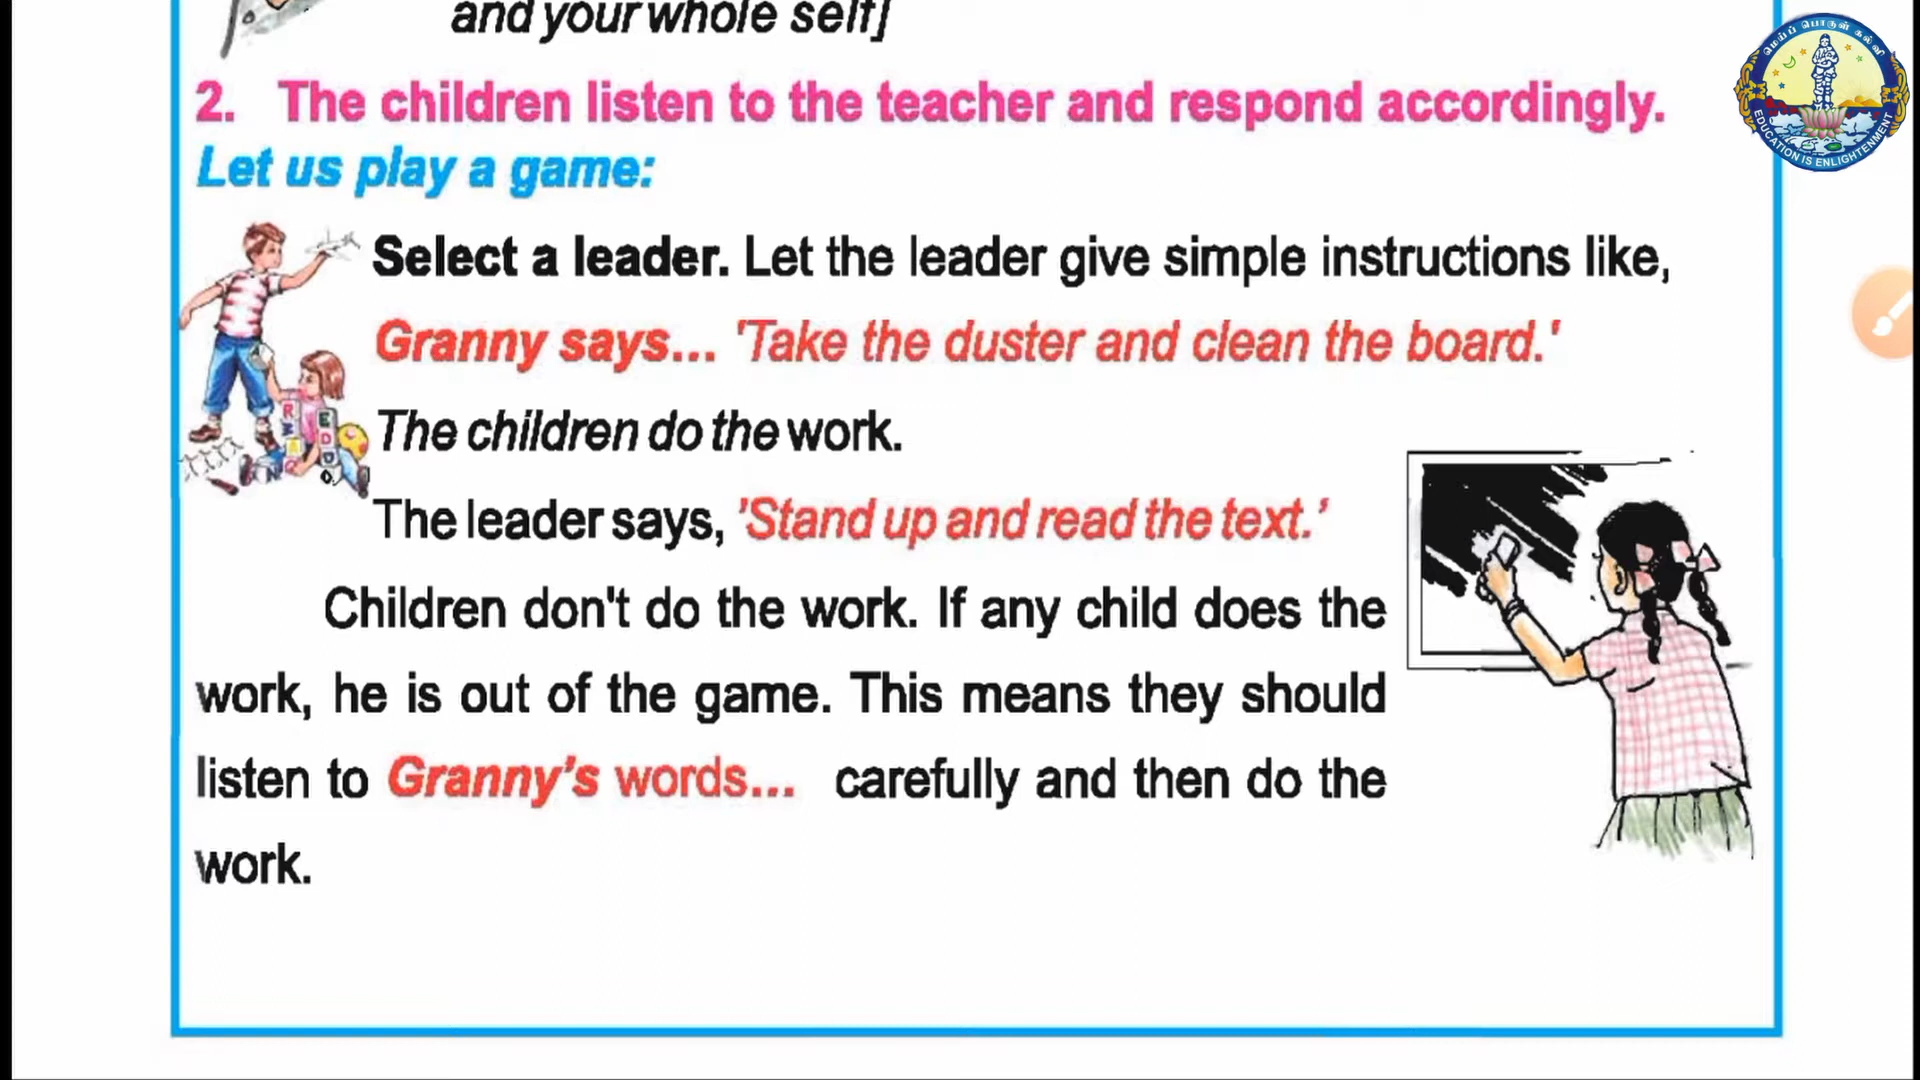 and your whole self]
2. The children listen to the teacher and respond accordingly.
Let us play a game:
Select a leader. Let the leader give simple instructions like,
Granny says... 'Take the duster and clean the board.'
The children do the work.
The leader says, 'Stand up and read the text.'
Children don't do the work. If any child does the
work, he is out of the game. This means they should
listen to Granny's words... carefully and then do the
work.
மெய்ப் பொருள் கல்வி
EDUCATION IS ENLIGHTENMENT